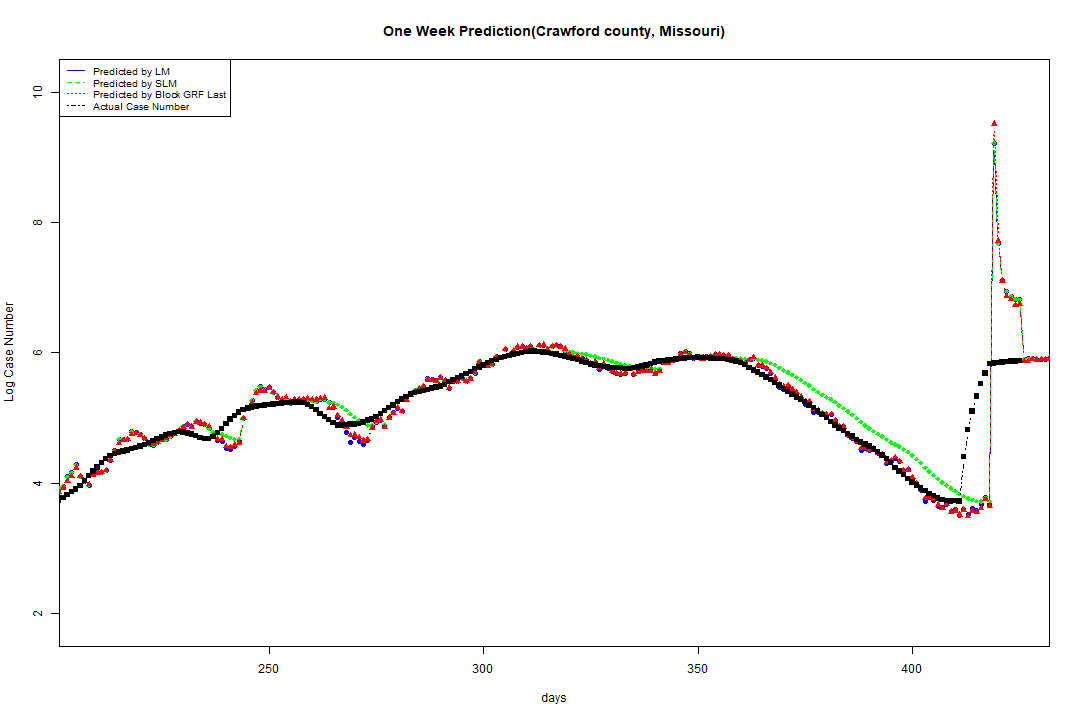 One Week Prediction(Crawford county, Missouri)
Predicted by LM
Predicted by SLM
Predicted by Block GRF Last
Actual Case Number
10
8
6
4
2
Log Case Number
250 300 350 400
days